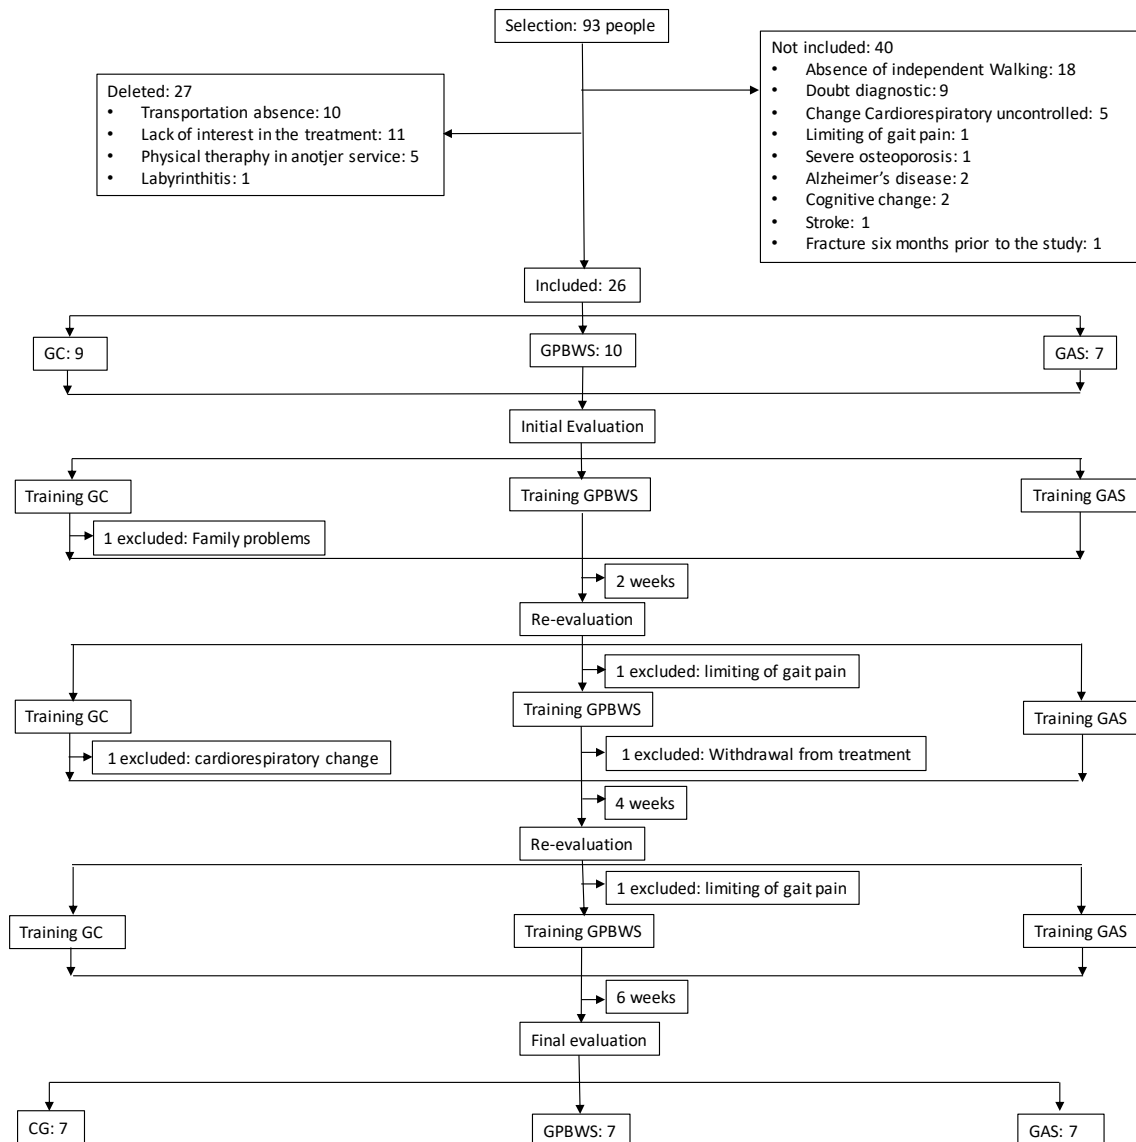 Selection: 93 people
Not included: 40
• Absence of independent Walking: 18
• Doubt diagnostic: 9
• Change Cardiorespiratory uncontrolled: 5
• Limiting of gait pain: 1
• Severe osteoporosis: 1
• Alzheimer's disease: 2
• Cognitive change: 2
• Stroke: 1
• Fracture six months prior to the study: 1
Deleted: 27
• Transportation absence: 10
• Lack of interest in the treatment: 11
• Physical theraphy in anotjer service: 5
• Labyrinthitis: 1
Included: 26
GC: 9
GPBWS: 10
GAS: 7
Initial Evaluation
Training GC
Training GPBWS
Training GAS
1 excluded: Family problems
2 weeks
Re-evaluation
1 excluded: limiting of gait pain
Training GC
Training GPBWS
Training GAS
1 excluded: cardiorespiratory change
1 excluded: Withdrawal from treatment
4 weeks
Re-evaluation
1 excluded: limiting of gait pain
Training GC
Training GPBWS
Training GAS
6 weeks
Final evaluation
CG: 7
GPBWS: 7
GAS: 7